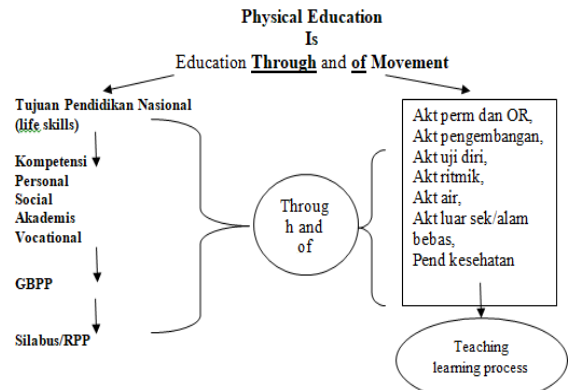 Physical Education
Is
Education Through and of Movement
Tujuan Pendidikan Nasional
(life skills)
Kompetensi
Personal
Social
Akademis
Vocational
GBPP
Silabus/RPP
Throug
h and
of
Akt perm dan OR,
Akt pengembangan,
Akt uji diri,
Akt ritmik,
Akt air,
Akt luar sek/alam
bebas,
Pend kesehatan
Teaching
learning process